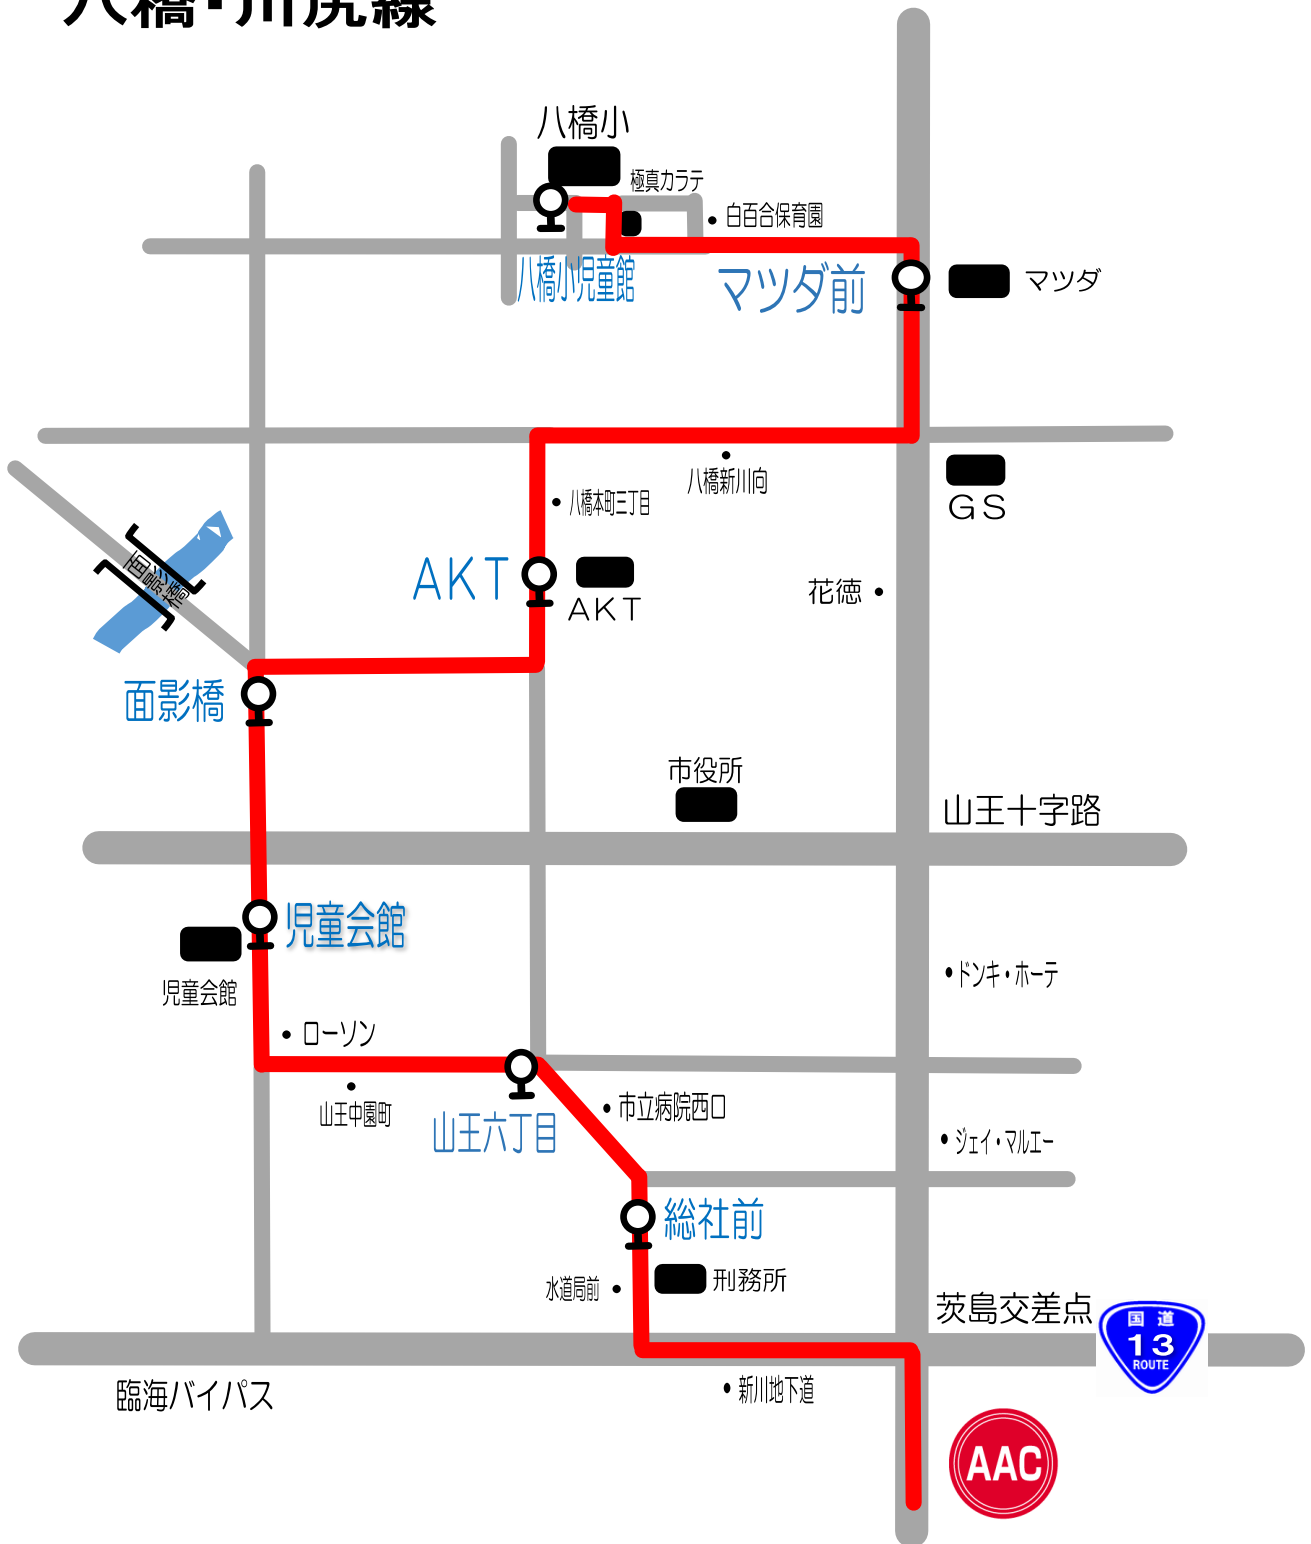 八橋・川尻線
八橋小
極真カラテ
白百合保育園
八橋小児童館
マツダ前
マツダ
八橋新川向
八橋本町三丁目
GS
AKT
AKT
花徳
面影橋
面影橋
市役所
山王十字路
児童会館
児童会館
ドンキ・ホーテ
ローソン
山王中園町
市立病院西口
山王六丁目
ジェイ・マルエー
総社前
水道局前
刑務所
茨島交差点
国道
13
ROUTE
臨海バイパス
新川地下道
AAC